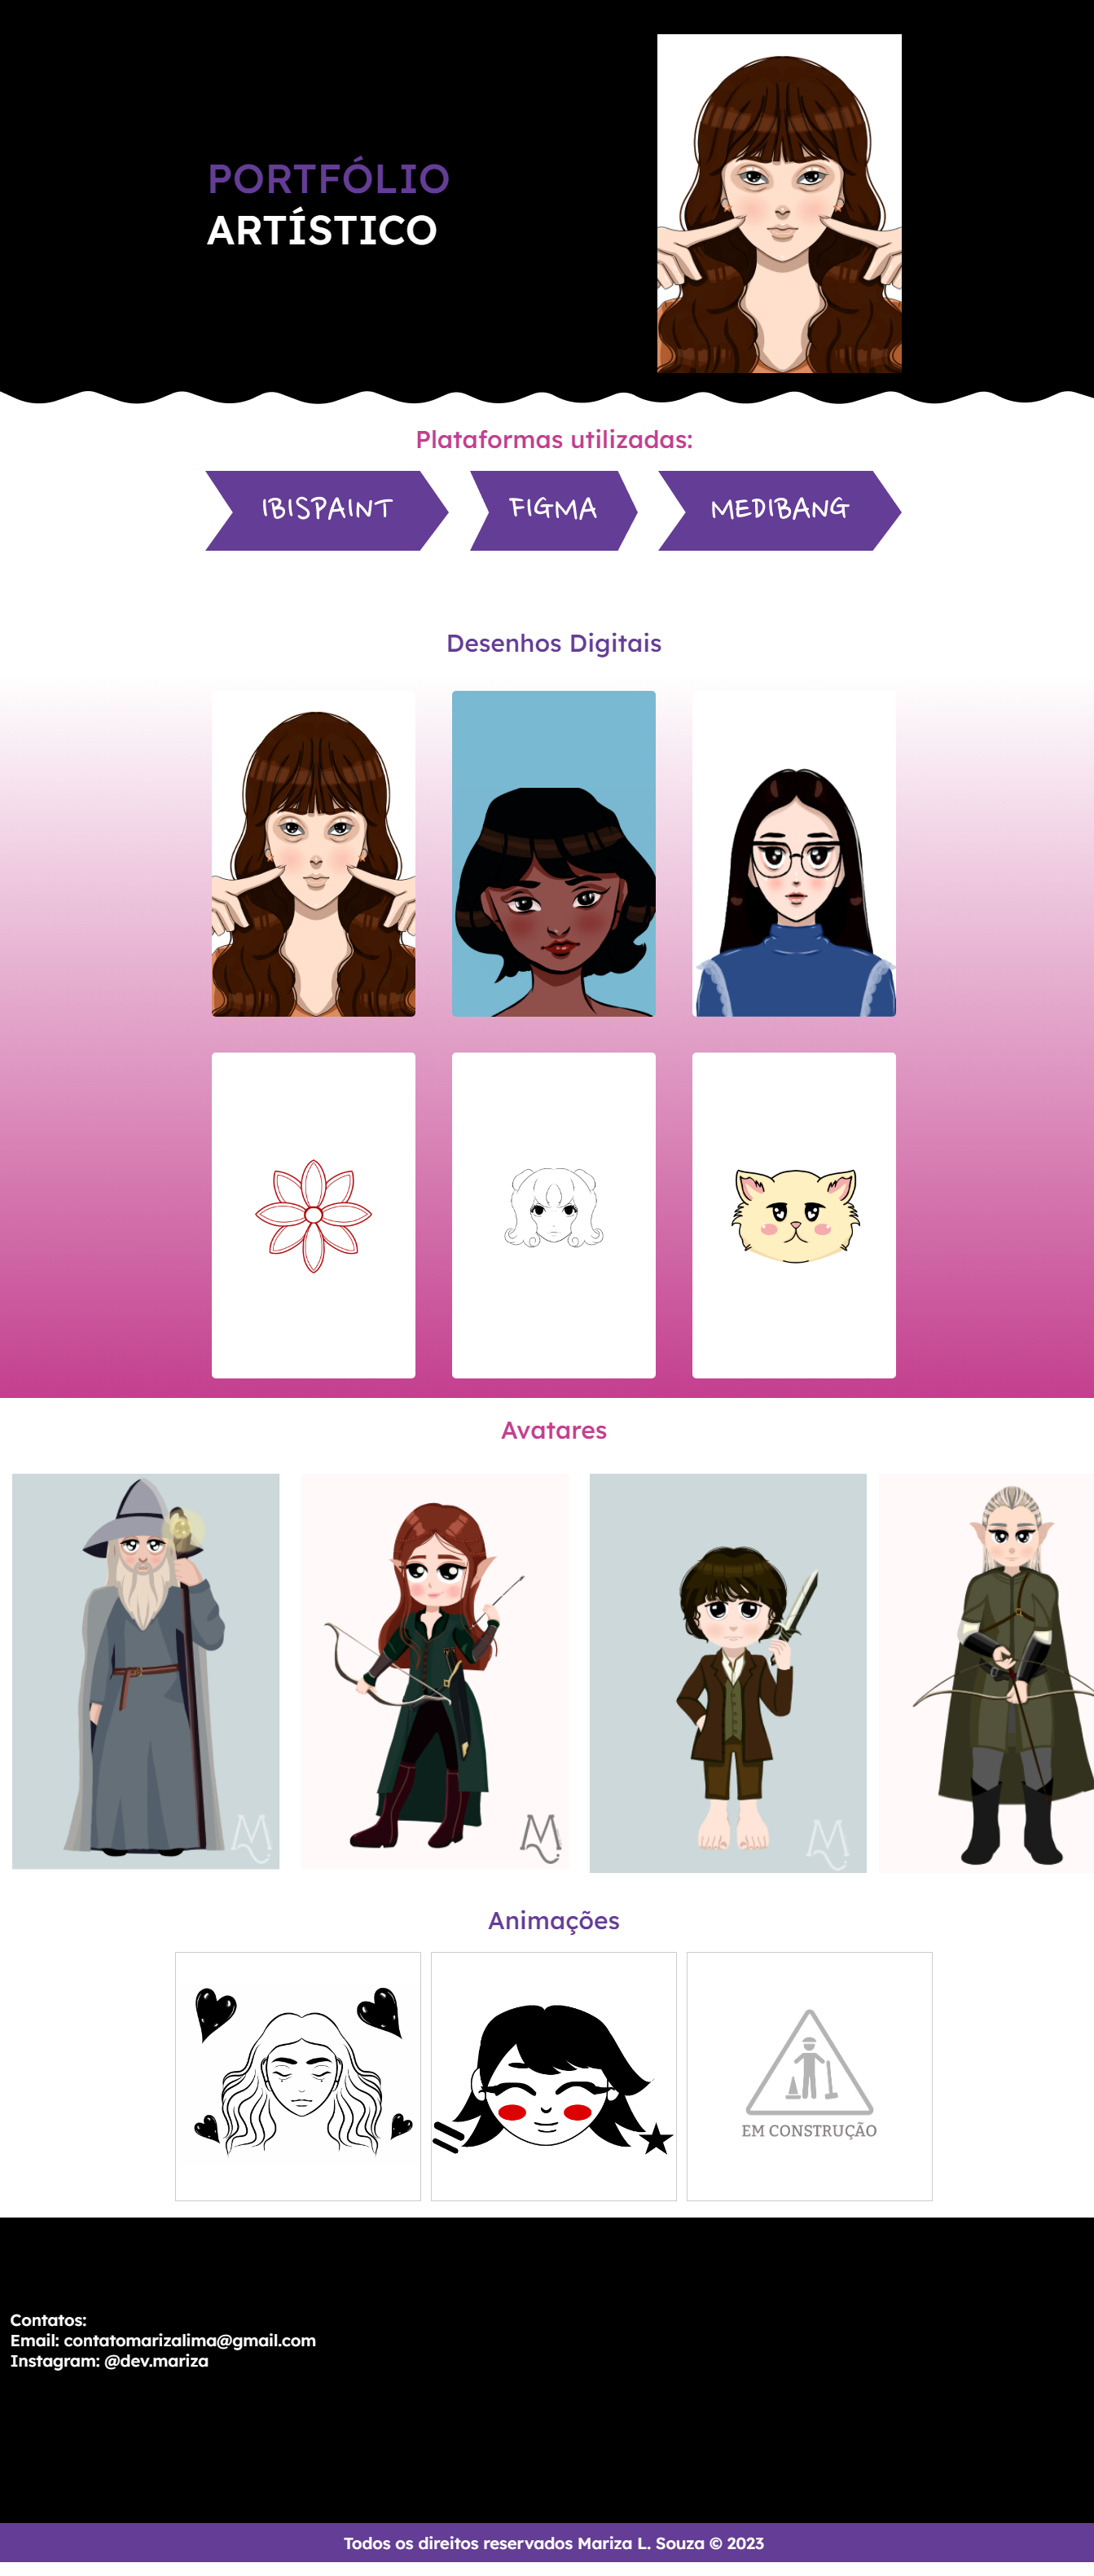 PORTFÓLIO
ARTÍSTICO
Plataformas utilizadas:
IBISPAINT
FIGMA
MEDIBANG
Desenhos Digitais
Avatares
Animações
EM CONSTRUÇÃO
Contatos:
Email: contatomarizalima@gmail.com
Instagram: @dev.mariza
Todos os direitos reservados Mariza L. Souza © 2023